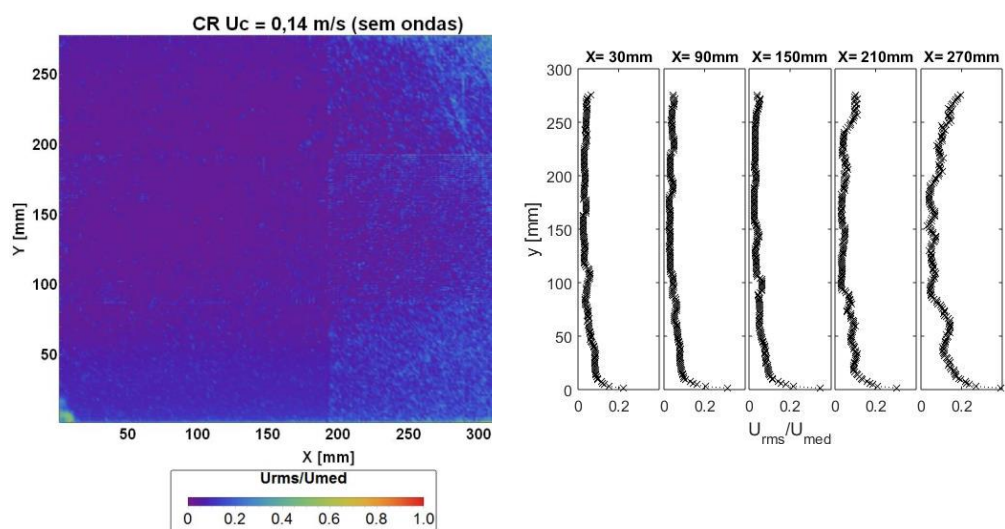 CR Uc = 0,14 m/s (sem ondas)
250
200
150
100
50
Y [mm]
50 100 150 200 250 300
X [mm]
Urms/Umed
0 0.2 0.4 0.6 0.8 1.0
X= 30mm X= 90mm X= 150mm X= 210mm X= 270mm
300
250
200
150
100
50
0
y [mm]
0 0.2 0 0.2 0 0.2 0 0.2 0 0.2
U_rms/U_med